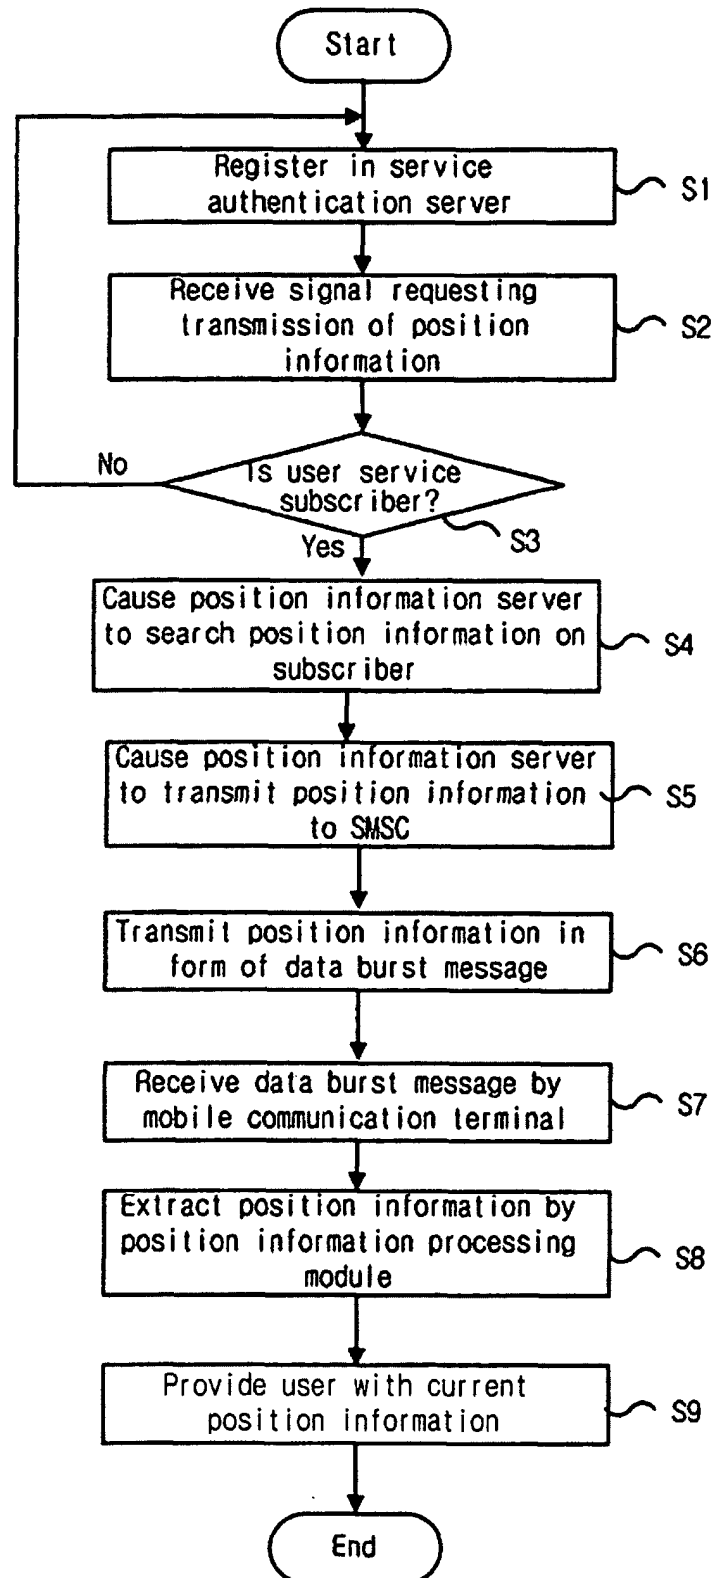 Start
Register in service
authentication server
S1
Receive signal requesting
transmission of position
information
S2
No
Is user service
subscriber?
S3
Yes
Cause position information server
to search position information on
subscriber
S4
Cause position information server
to transmit position information
to SMSC
S5
Transmit position information in
form of data burst message
S6
Receive data burst message by
mobile communication terminal
S7
Extract position information by
position information processing
module
S8
Provide user with current
position information
S9
End